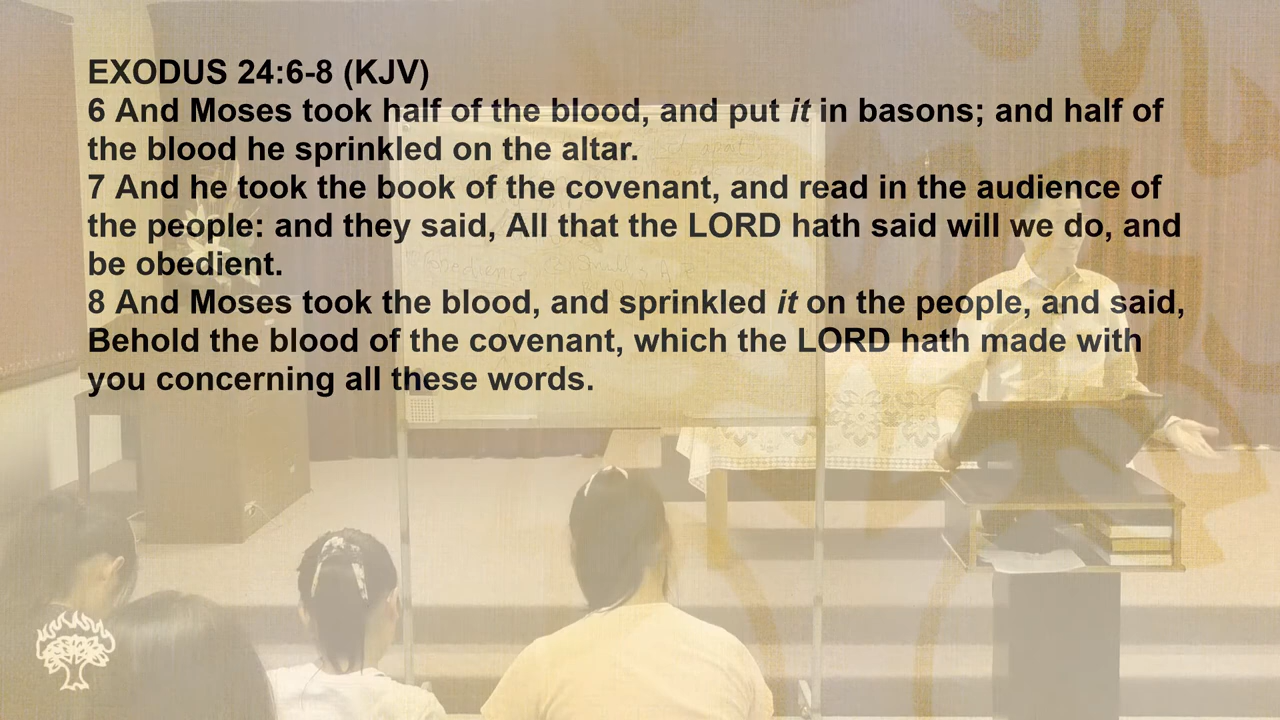 EXODUS 24:6-8 (KJV)
6 And Moses took half of the blood, and put it in basons; and half of
the blood he sprinkled on the altar.
7 And he took the book of the covenant, and read in the audience of
the people: and they said, All that the LORD hath said will we do, and
be obedient.
8 And Moses took the blood, and sprinkled it on the people, and said,
Behold the blood of the covenant, which the LORD hath made with
you concerning all these words.